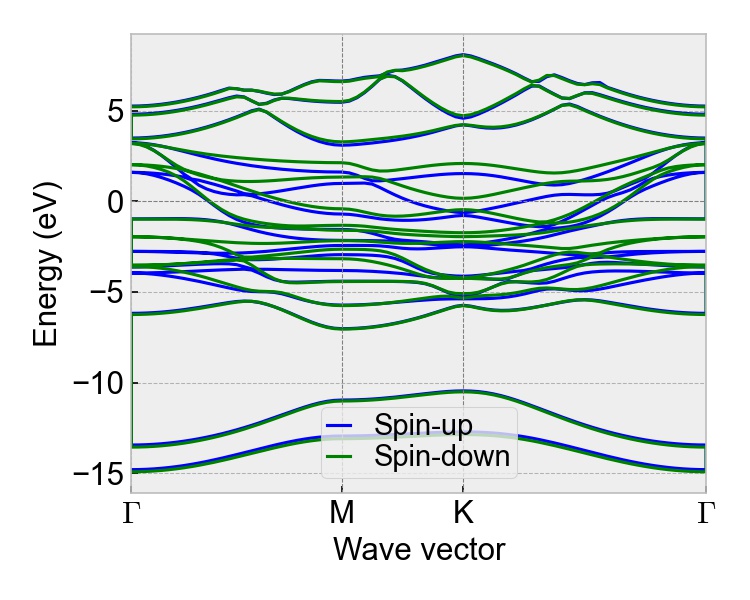 Energy (eV)
5
0
−5
−10
−15
Spin-up
Spin-down
Γ M K Γ
Wave vector